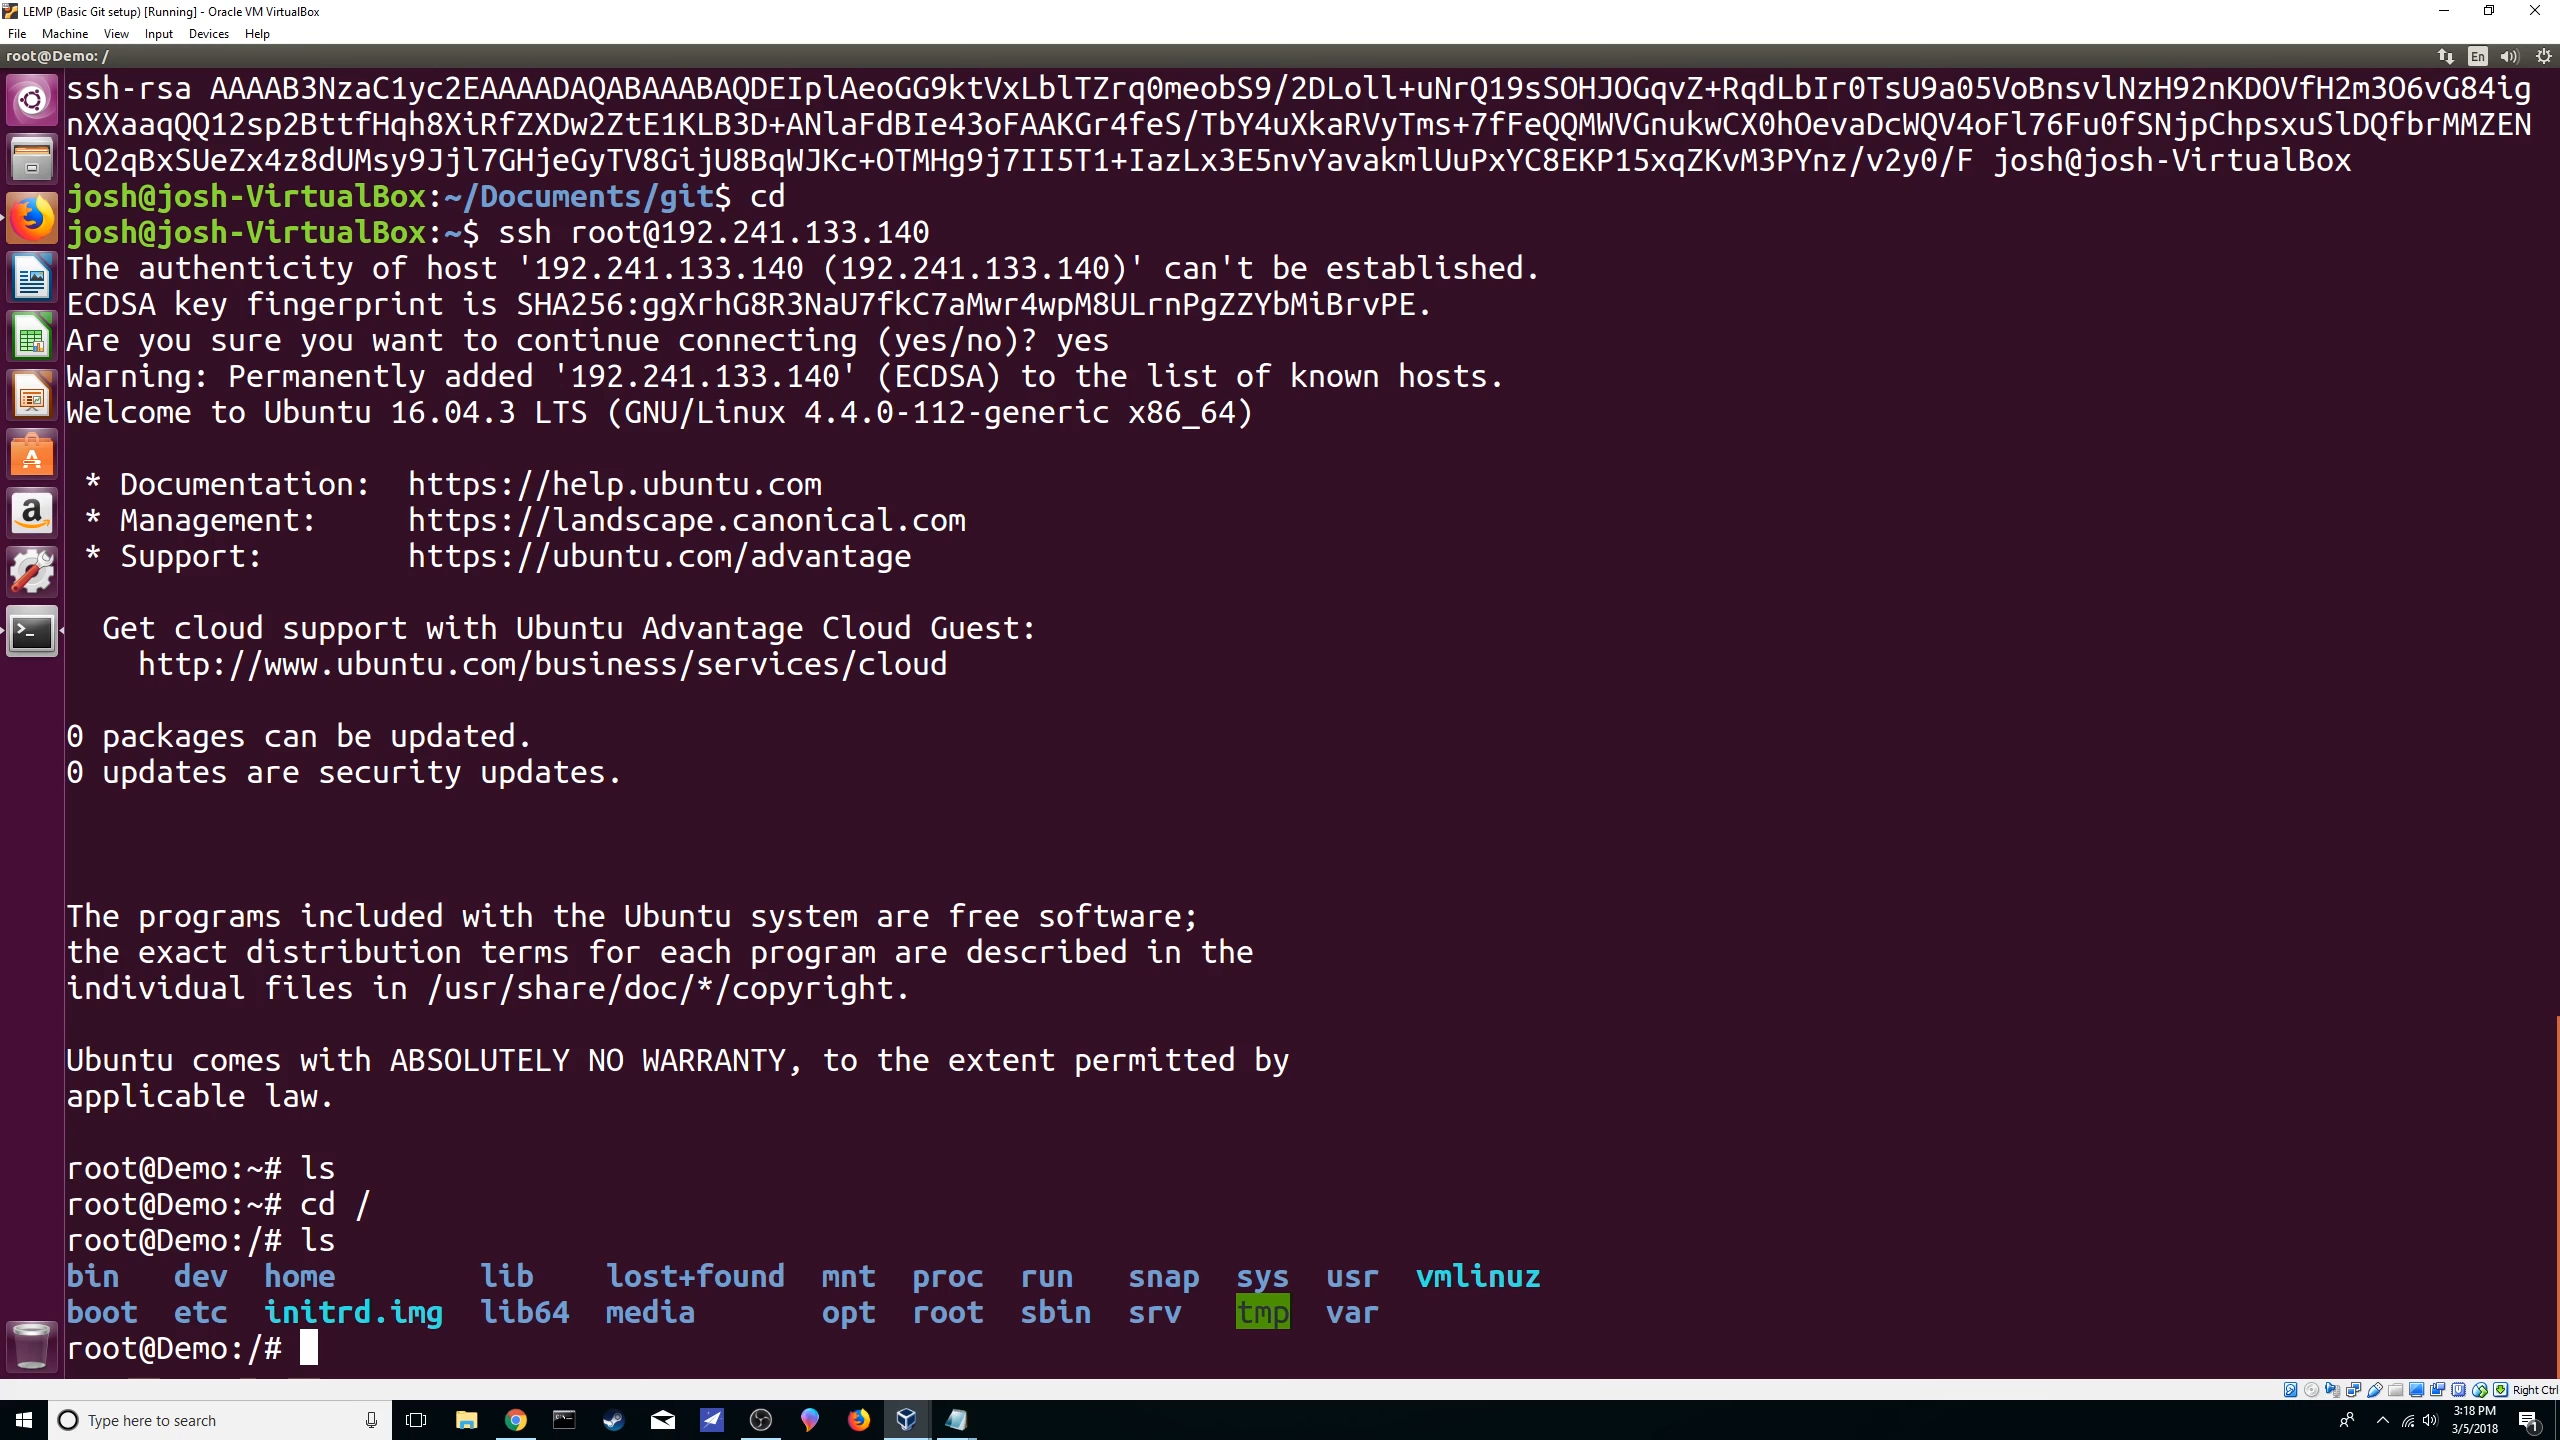 LEMP (Basic Git setup) [Running] - Oracle VM VirtualBox
File Machine View Input Devices Help
root@Demo: /
En
ssh-rsa AAAAB3NzaC1yc2EAAAADAQABAAABAQDEIplAeoGG9ktVxLblTZrq0meobS9/2DLoll+uNrQ19sSOHJOGqvZ+RqdLbIr0TsU9a05VoBnsvlNzH92nKDOVfH2m3O6vG84ig
nXXaaqQQ12sp2BttfHqh8XiRfZXDw2ZtE1KLB3D+ANlaFdBIe43oFAAKGr4feS/TbY4uXkaRVyTms+7fFeQQMWVGnukwCX0hOevaDcWQV4oFl76Fu0fSNjpChpsxuSlDQfbrMMZEN
lQ2qBxSUeZx4z8dUMsy9Jjl7GHjeGyTV8GijU8BqWJKc+OTMHg9j7II5T1+IazLx3E5nvYavakmlUuPxYC8EKP15xqZKvM3PYnz/v2y0/F josh@josh-VirtualBox
josh@josh-VirtualBox:~/Documents/git$ cd
josh@josh-VirtualBox:~$ ssh root@192.241.133.140
The authenticity of host '192.241.133.140 (192.241.133.140)' can't be established.
ECDSA key fingerprint is SHA256:ggXrhG8R3NaU7fkC7aMwr4wpM8ULrnPgZZYbMiBrvPE.
Are you sure you want to continue connecting (yes/no)? yes
Warning: Permanently added '192.241.133.140' (ECDSA) to the list of known hosts.
Welcome to Ubuntu 16.04.3 LTS (GNU/Linux 4.4.0-112-generic x86_64)
* Documentation: https://help.ubuntu.com
* Management: https://landscape.canonical.com
* Support: https://ubuntu.com/advantage
Get cloud support with Ubuntu Advantage Cloud Guest:
http://www.ubuntu.com/business/services/cloud
0 packages can be updated.
0 updates are security updates.
The programs included with the Ubuntu system are free software;
the exact distribution terms for each program are described in the
individual files in /usr/share/doc/*/copyright.
Ubuntu comes with ABSOLUTELY NO WARRANTY, to the extent permitted by
applicable law.
root@Demo:~# ls
root@Demo:~# cd /
root@Demo:/# ls
bin dev home lib lost+found mnt proc run snap sys usr vmlinuz
boot etc initrd.img lib64 media opt root sbin srv tmp var
root@Demo:/#
Right Ctrl
Type here to search
3:18 PM
3/5/2018
1